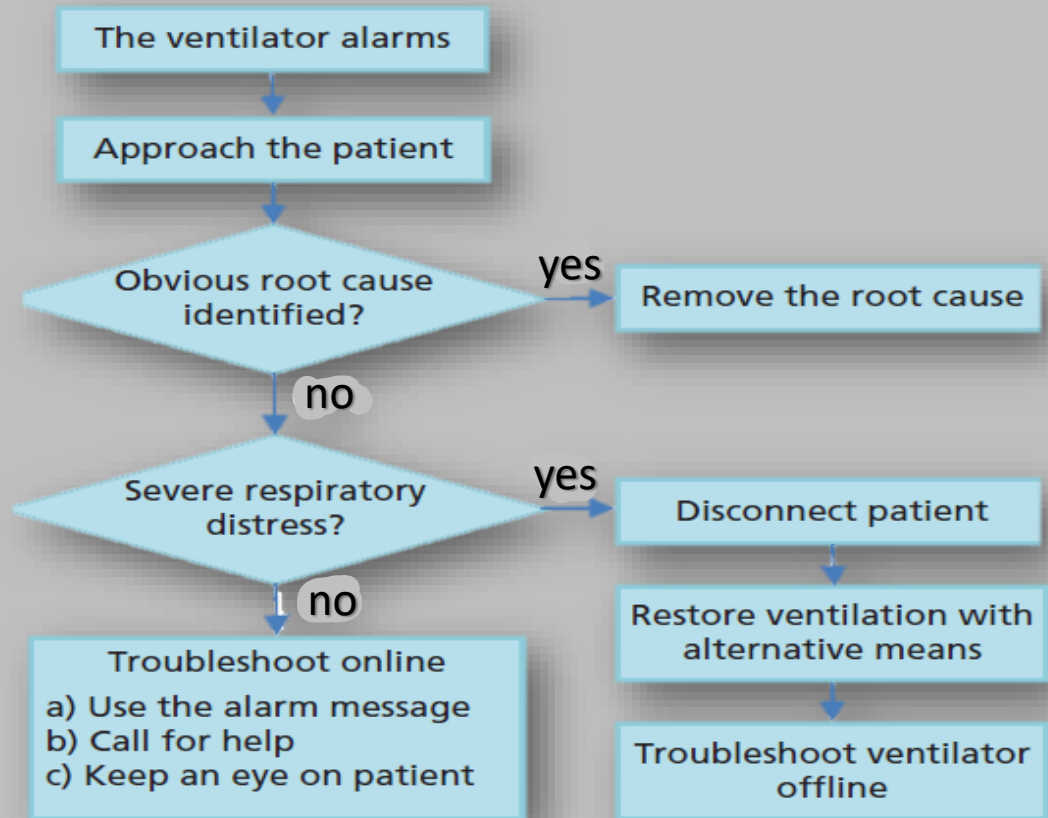 The ventilator alarms
Approach the patient
Obvious root cause
identified?
yes
Remove the root cause
no
Severe respiratory
distress?
yes
Disconnect patient
Restore ventilation with
alternative means
Troubleshoot ventilator
offline
no
Troubleshoot online
a) Use the alarm message
b) Call for help
c) Keep an eye on patient